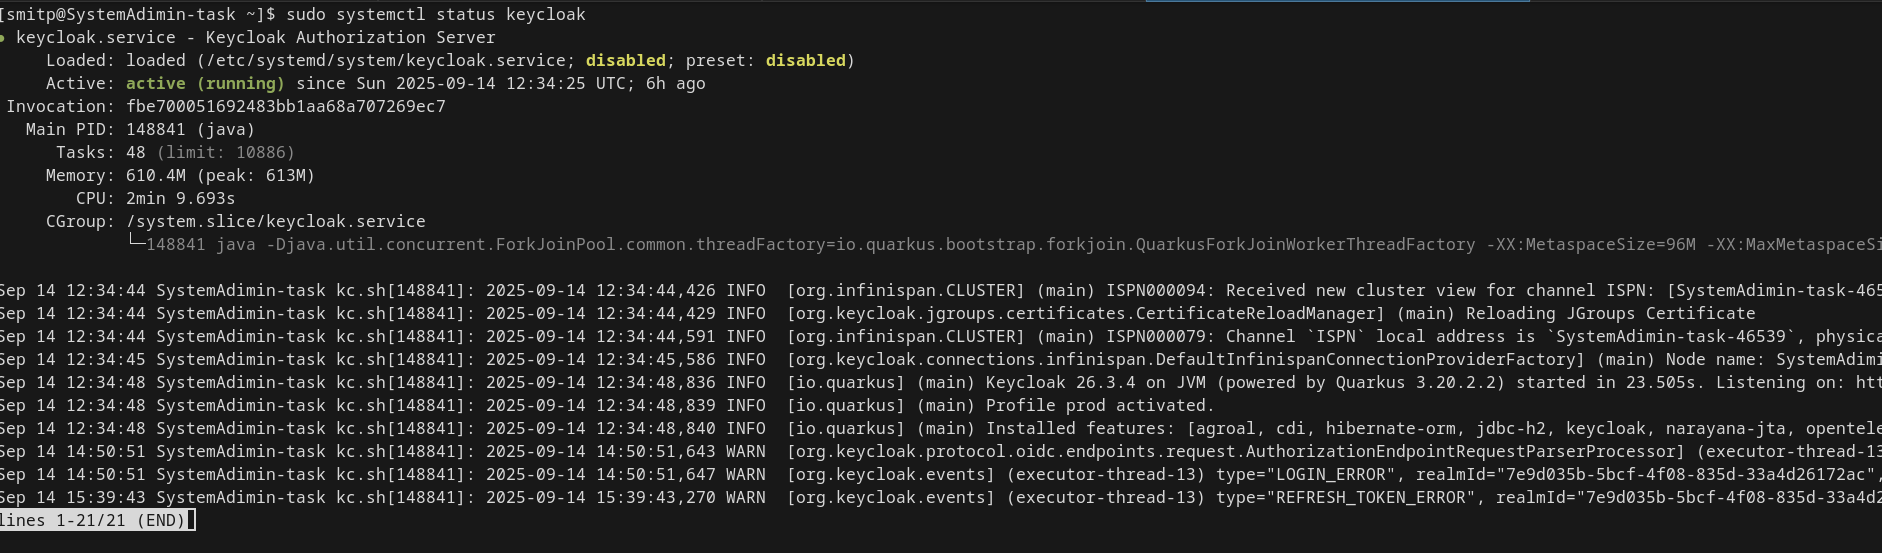 [smitp@SystemAdimin-task ~]$ sudo systemctl status keycloak
● keycloak.service - Keycloak Authorization Server
     Loaded: loaded (/etc/systemd/system/keycloak.service; disabled; preset: disabled)
     Active: active (running) since Sun 2025-09-14 12:34:25 UTC; 6h ago
 Invocation: fbe700051692483bb1aa68a707269ec7
   Main PID: 148841 (java)
      Tasks: 48 (limit: 10886)
     Memory: 610.4M (peak: 613M)
        CPU: 2min 9.693s
     CGroup: /system.slice/keycloak.service
             └─148841 java -Djava.util.concurrent.ForkJoinPool.common.threadFactory=io.quarkus.bootstrap.forkjoin.QuarkusForkJoinWorkerThreadFactory -XX:MetaspaceSize=96M -XX:MaxMetaspaceSi
Sep 14 12:34:44 SystemAdimin-task kc.sh[148841]: 2025-09-14 12:34:44,426 INFO  [org.infinispan.CLUSTER] (main) ISPN000094: Received new cluster view for channel ISPN: [SystemAdimin-task-465
Sep 14 12:34:44 SystemAdimin-task kc.sh[148841]: 2025-09-14 12:34:44,429 INFO  [org.keycloak.jgroups.certificates.CertificateReloadManager] (main) Reloading JGroups Certificate
Sep 14 12:34:44 SystemAdimin-task kc.sh[148841]: 2025-09-14 12:34:44,591 INFO  [org.infinispan.CLUSTER] (main) ISPN000079: Channel `ISPN` local address is `SystemAdimin-task-46539`, physica
Sep 14 12:34:45 SystemAdimin-task kc.sh[148841]: 2025-09-14 12:34:45,586 INFO  [org.keycloak.connections.infinispan.DefaultInfinispanConnectionProviderFactory] (main) Node name: SystemAdimi
Sep 14 12:34:48 SystemAdimin-task kc.sh[148841]: 2025-09-14 12:34:48,836 INFO  [io.quarkus] (main) Keycloak 26.3.4 on JVM (powered by Quarkus 3.20.2.2) started in 23.505s. Listening on: htt
Sep 14 12:34:48 SystemAdimin-task kc.sh[148841]: 2025-09-14 12:34:48,839 INFO  [io.quarkus] (main) Profile prod activated.
Sep 14 12:34:48 SystemAdimin-task kc.sh[148841]: 2025-09-14 12:34:48,840 INFO  [io.quarkus] (main) Installed features: [agroal, cdi, hibernate-orm, jdbc-h2, keycloak, narayana-jta, opentele
Sep 14 14:50:51 SystemAdimin-task kc.sh[148841]: 2025-09-14 14:50:51,643 WARN  [org.keycloak.protocol.oidc.endpoints.request.AuthorizationEndpointRequestParserProcessor] (executor-thread-13
Sep 14 14:50:51 SystemAdimin-task kc.sh[148841]: 2025-09-14 14:50:51,647 WARN  [org.keycloak.events] (executor-thread-13) type="LOGIN_ERROR", realmId="7e9d035b-5bcf-4f08-835d-33a4d26172ac",
Sep 14 15:39:43 SystemAdimin-task kc.sh[148841]: 2025-09-14 15:39:43,270 WARN  [org.keycloak.events] (executor-thread-13) type="REFRESH_TOKEN_ERROR", realmId="7e9d035b-5bcf-4f08-835d-33a4d2
lines 1-21/21 (END)